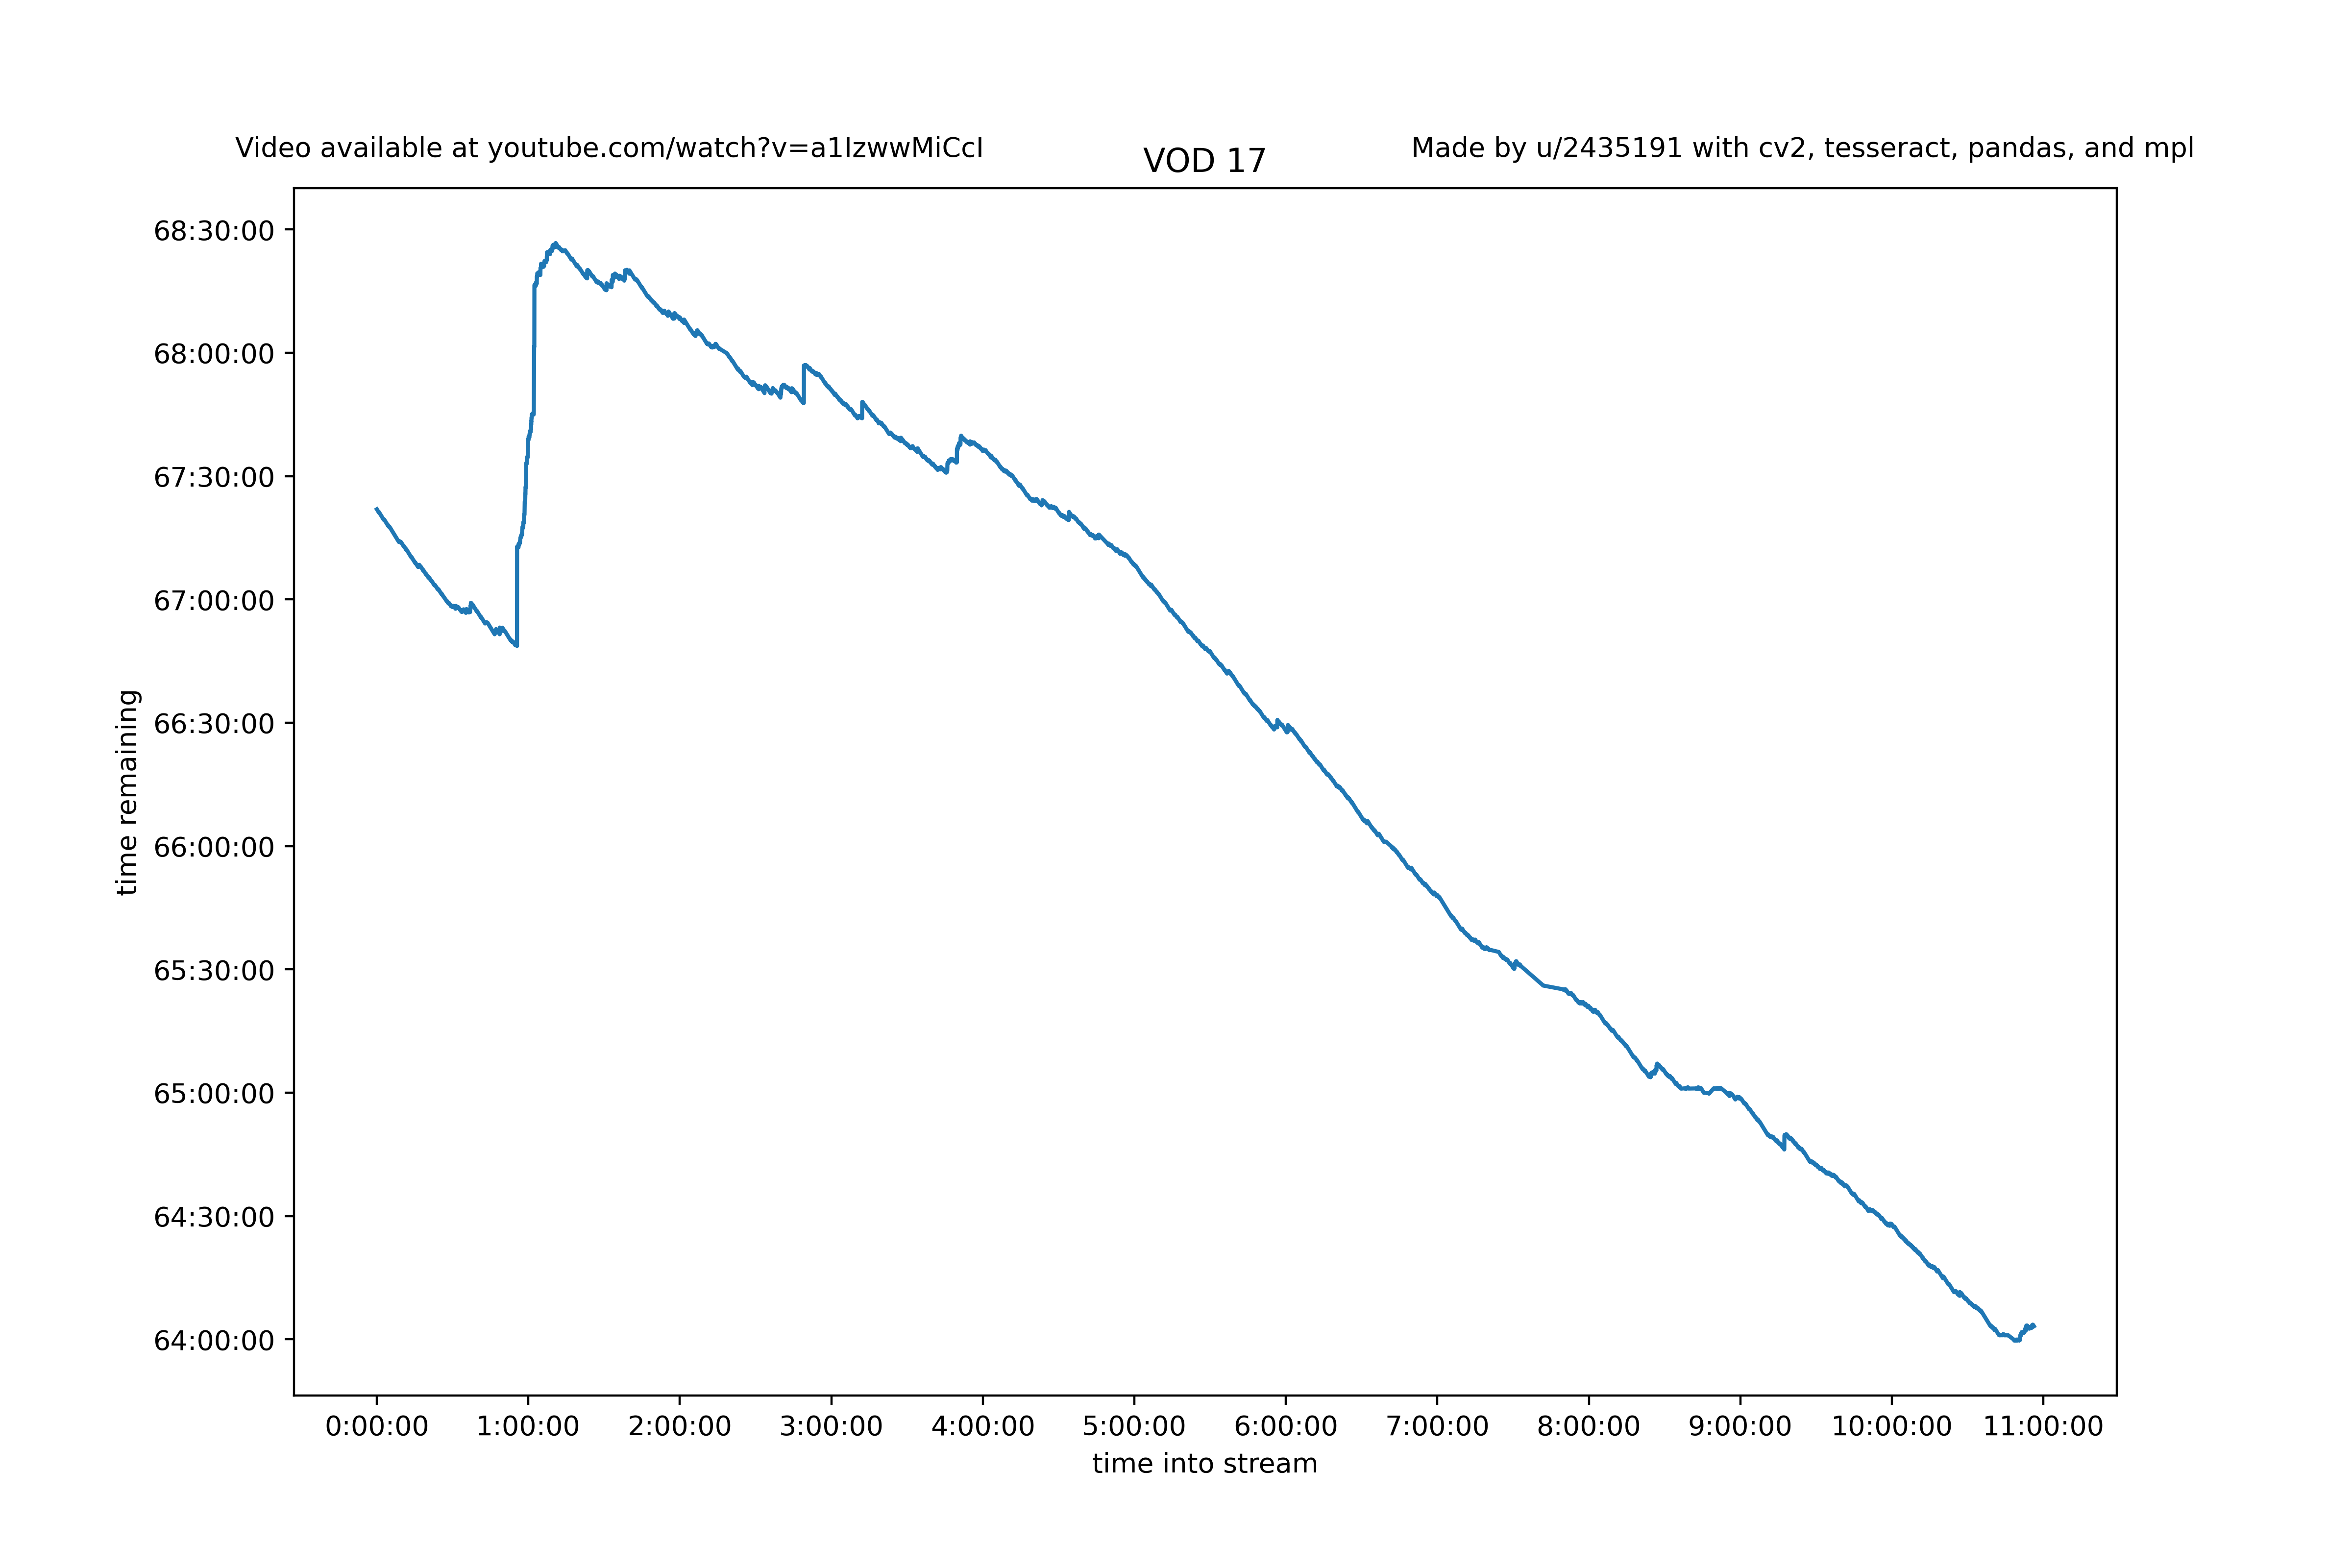 Video available at youtube.com/watch?v=a1IzwwMiCcI
VOD 17
Made by u/2435191 with cv2, tesseract, pandas, and mpl
68:30:00
68:00:00
67:30:00
67:00:00
66:30:00
66:00:00
65:30:00
65:00:00
64:30:00
64:00:00
time remaining
0:00:00 1:00:00 2:00:00 3:00:00 4:00:00 5:00:00 6:00:00 7:00:00 8:00:00 9:00:00 10:00:00 11:00:00
time into stream